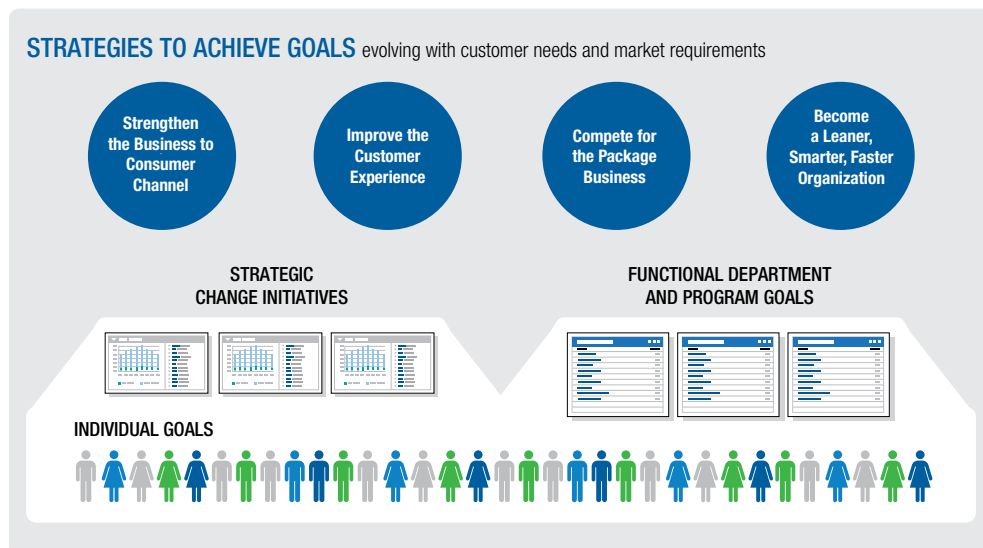 STRATEGIES TO ACHIEVE GOALS evolving with customer needs and market requirements
Strengthen
the Business to
Consumer
Channel
Improve the
Customer
Experience
Compete for
the Package
Business
Become
a Leaner,
Smarter, Faster
Organization
STRATEGIC
CHANGE INITIATIVES
FUNCTIONAL DEPARTMENT
AND PROGRAM GOALS
INDIVIDUAL GOALS